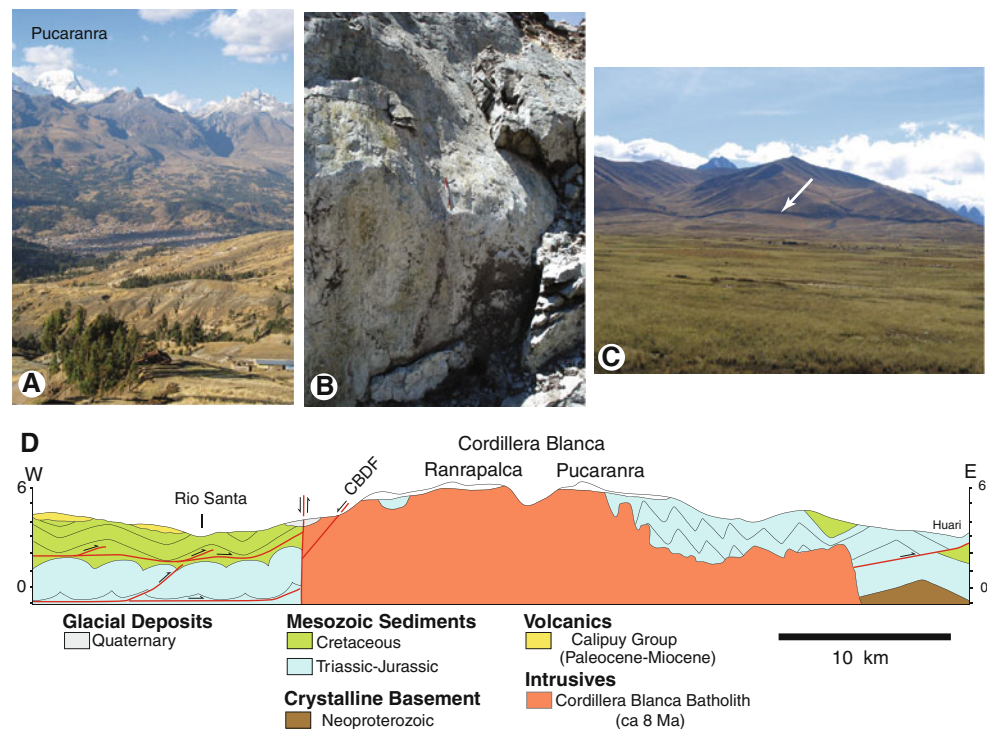 Pucaranra
A
B
C
D
Cordillera Blanca
W
CBDF
Ranrapalca
Pucaranra
E
6
6
Rio Santa
Huari
0
0
Glacial Deposits
Quaternary
Mesozoic Sediments
Cretaceous
Triassic-Jurassic
Crystalline Basement
Neoproterozoic
Volcanics
Calipuy Group
(Paleocene-Miocene)
Intrusives
Cordillera Blanca Batholith
(ca 8 Ma)
10 km